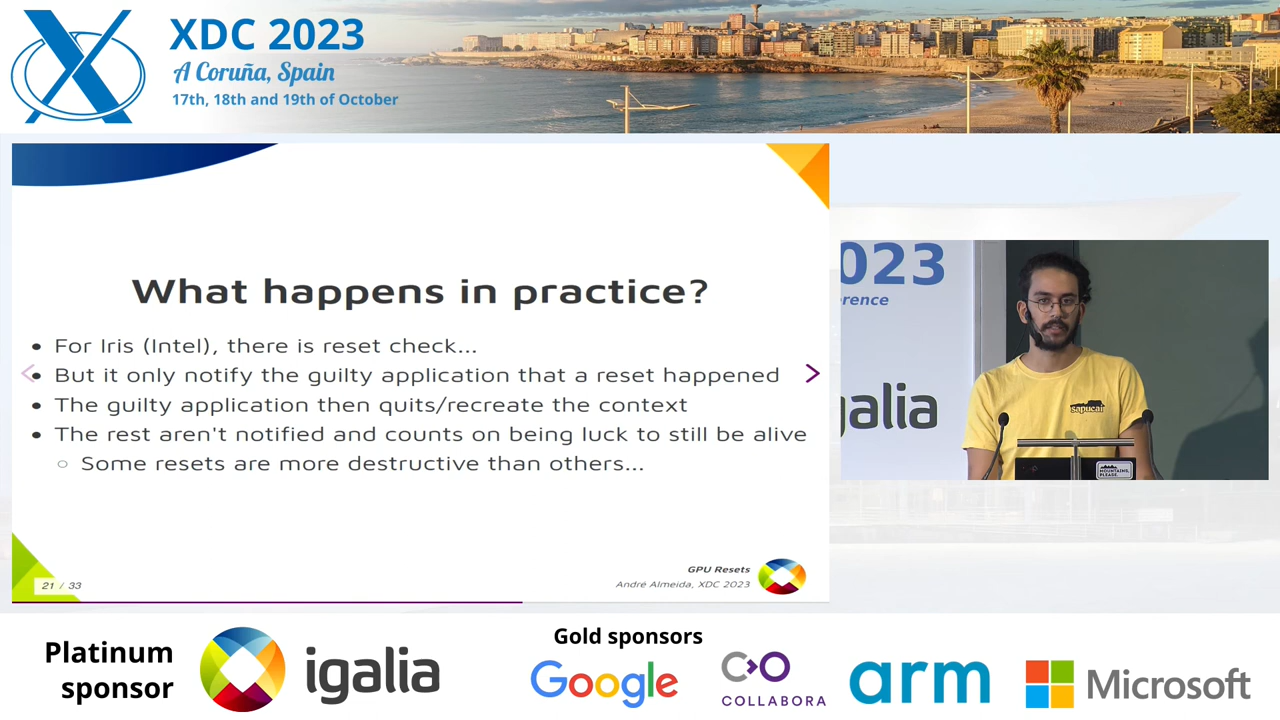 XDC 2023
A Coruña, Spain
17th, 18th and 19th of October
What happens in practice?
For Iris (Intel), there is reset check...
But it only notify the guilty application that a reset happened
The guilty application then quits/recreate the context
The rest aren't notified and counts on being luck to still be alive
Some resets are more destructive than others...
21 / 33
GPU Resets
André Almeida, XDC 2023
023
erence
galia
sapucaí
MOUNTAINS,
PLEASE.
Platinum
sponsor
igalia
Gold sponsors
Google
COLLABORA
arm
Microsoft